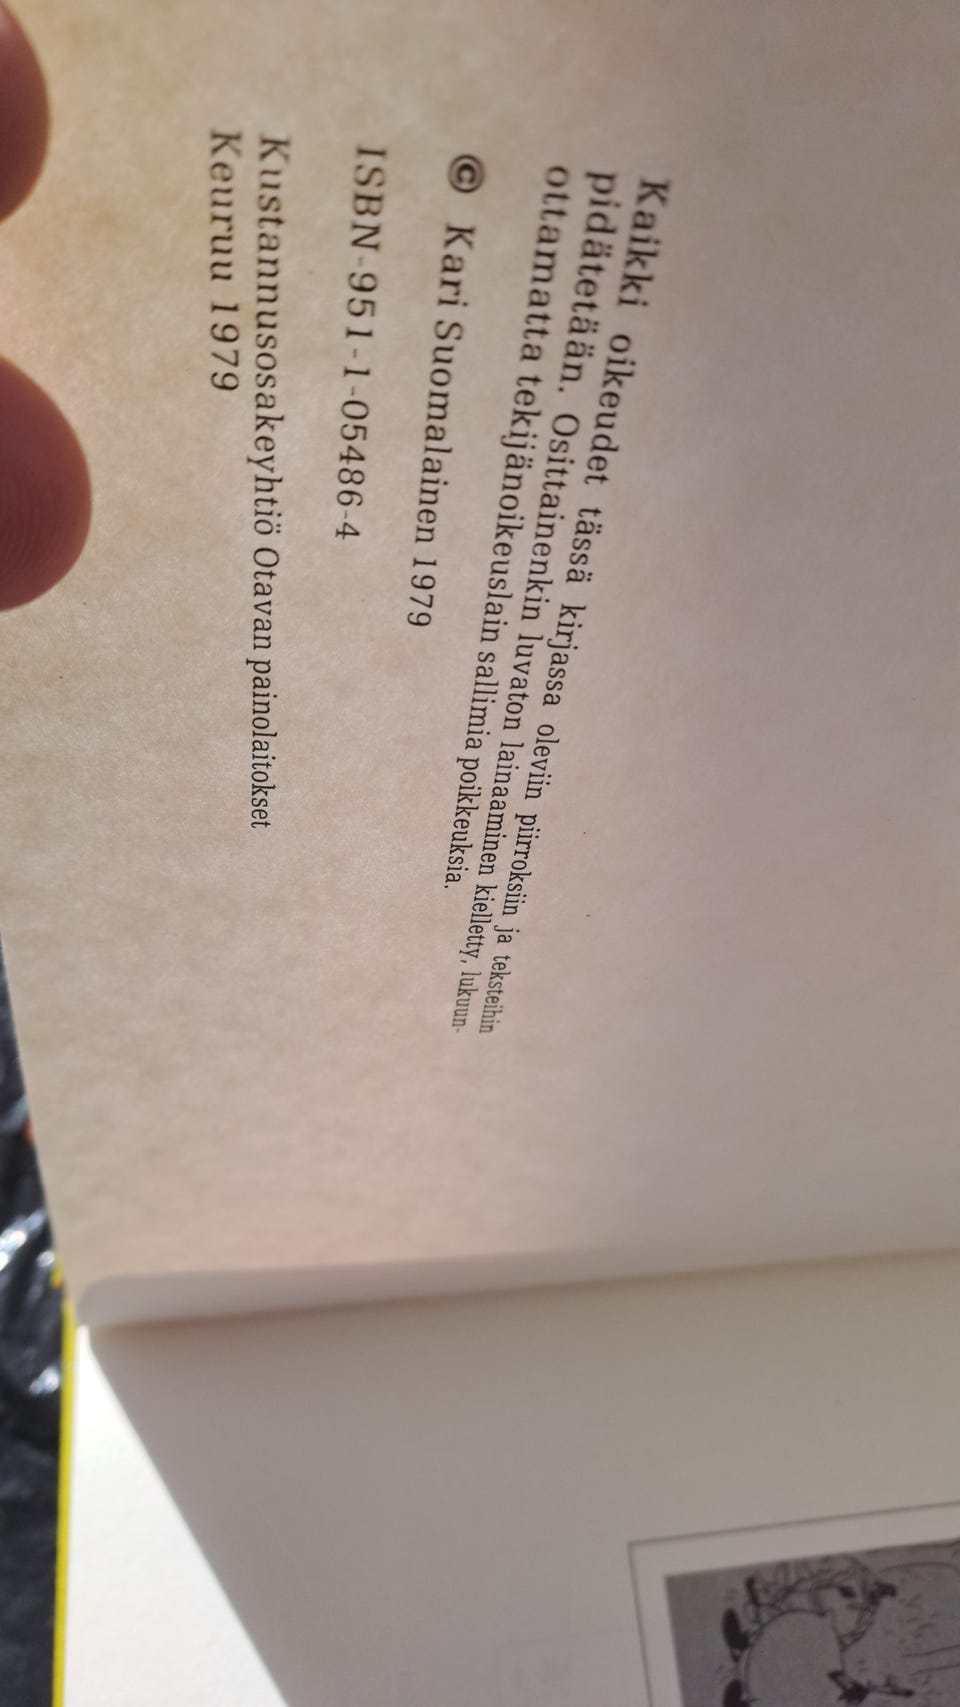 Kaikki oikeudet tässä kirjassa oleviin piirroksiin ja teksteihin
pidätetään. Osittainenkin luvaton lainaaminen kielletty, lukuun-
ottamatta tekijänoikeuslain sallimia poikkeuksia.
© Kari Suomalainen 1979
ISBN-951-1-05486-4
Kustannusosakeyhtiö Otavan painolaitokset
Keuruu 1979